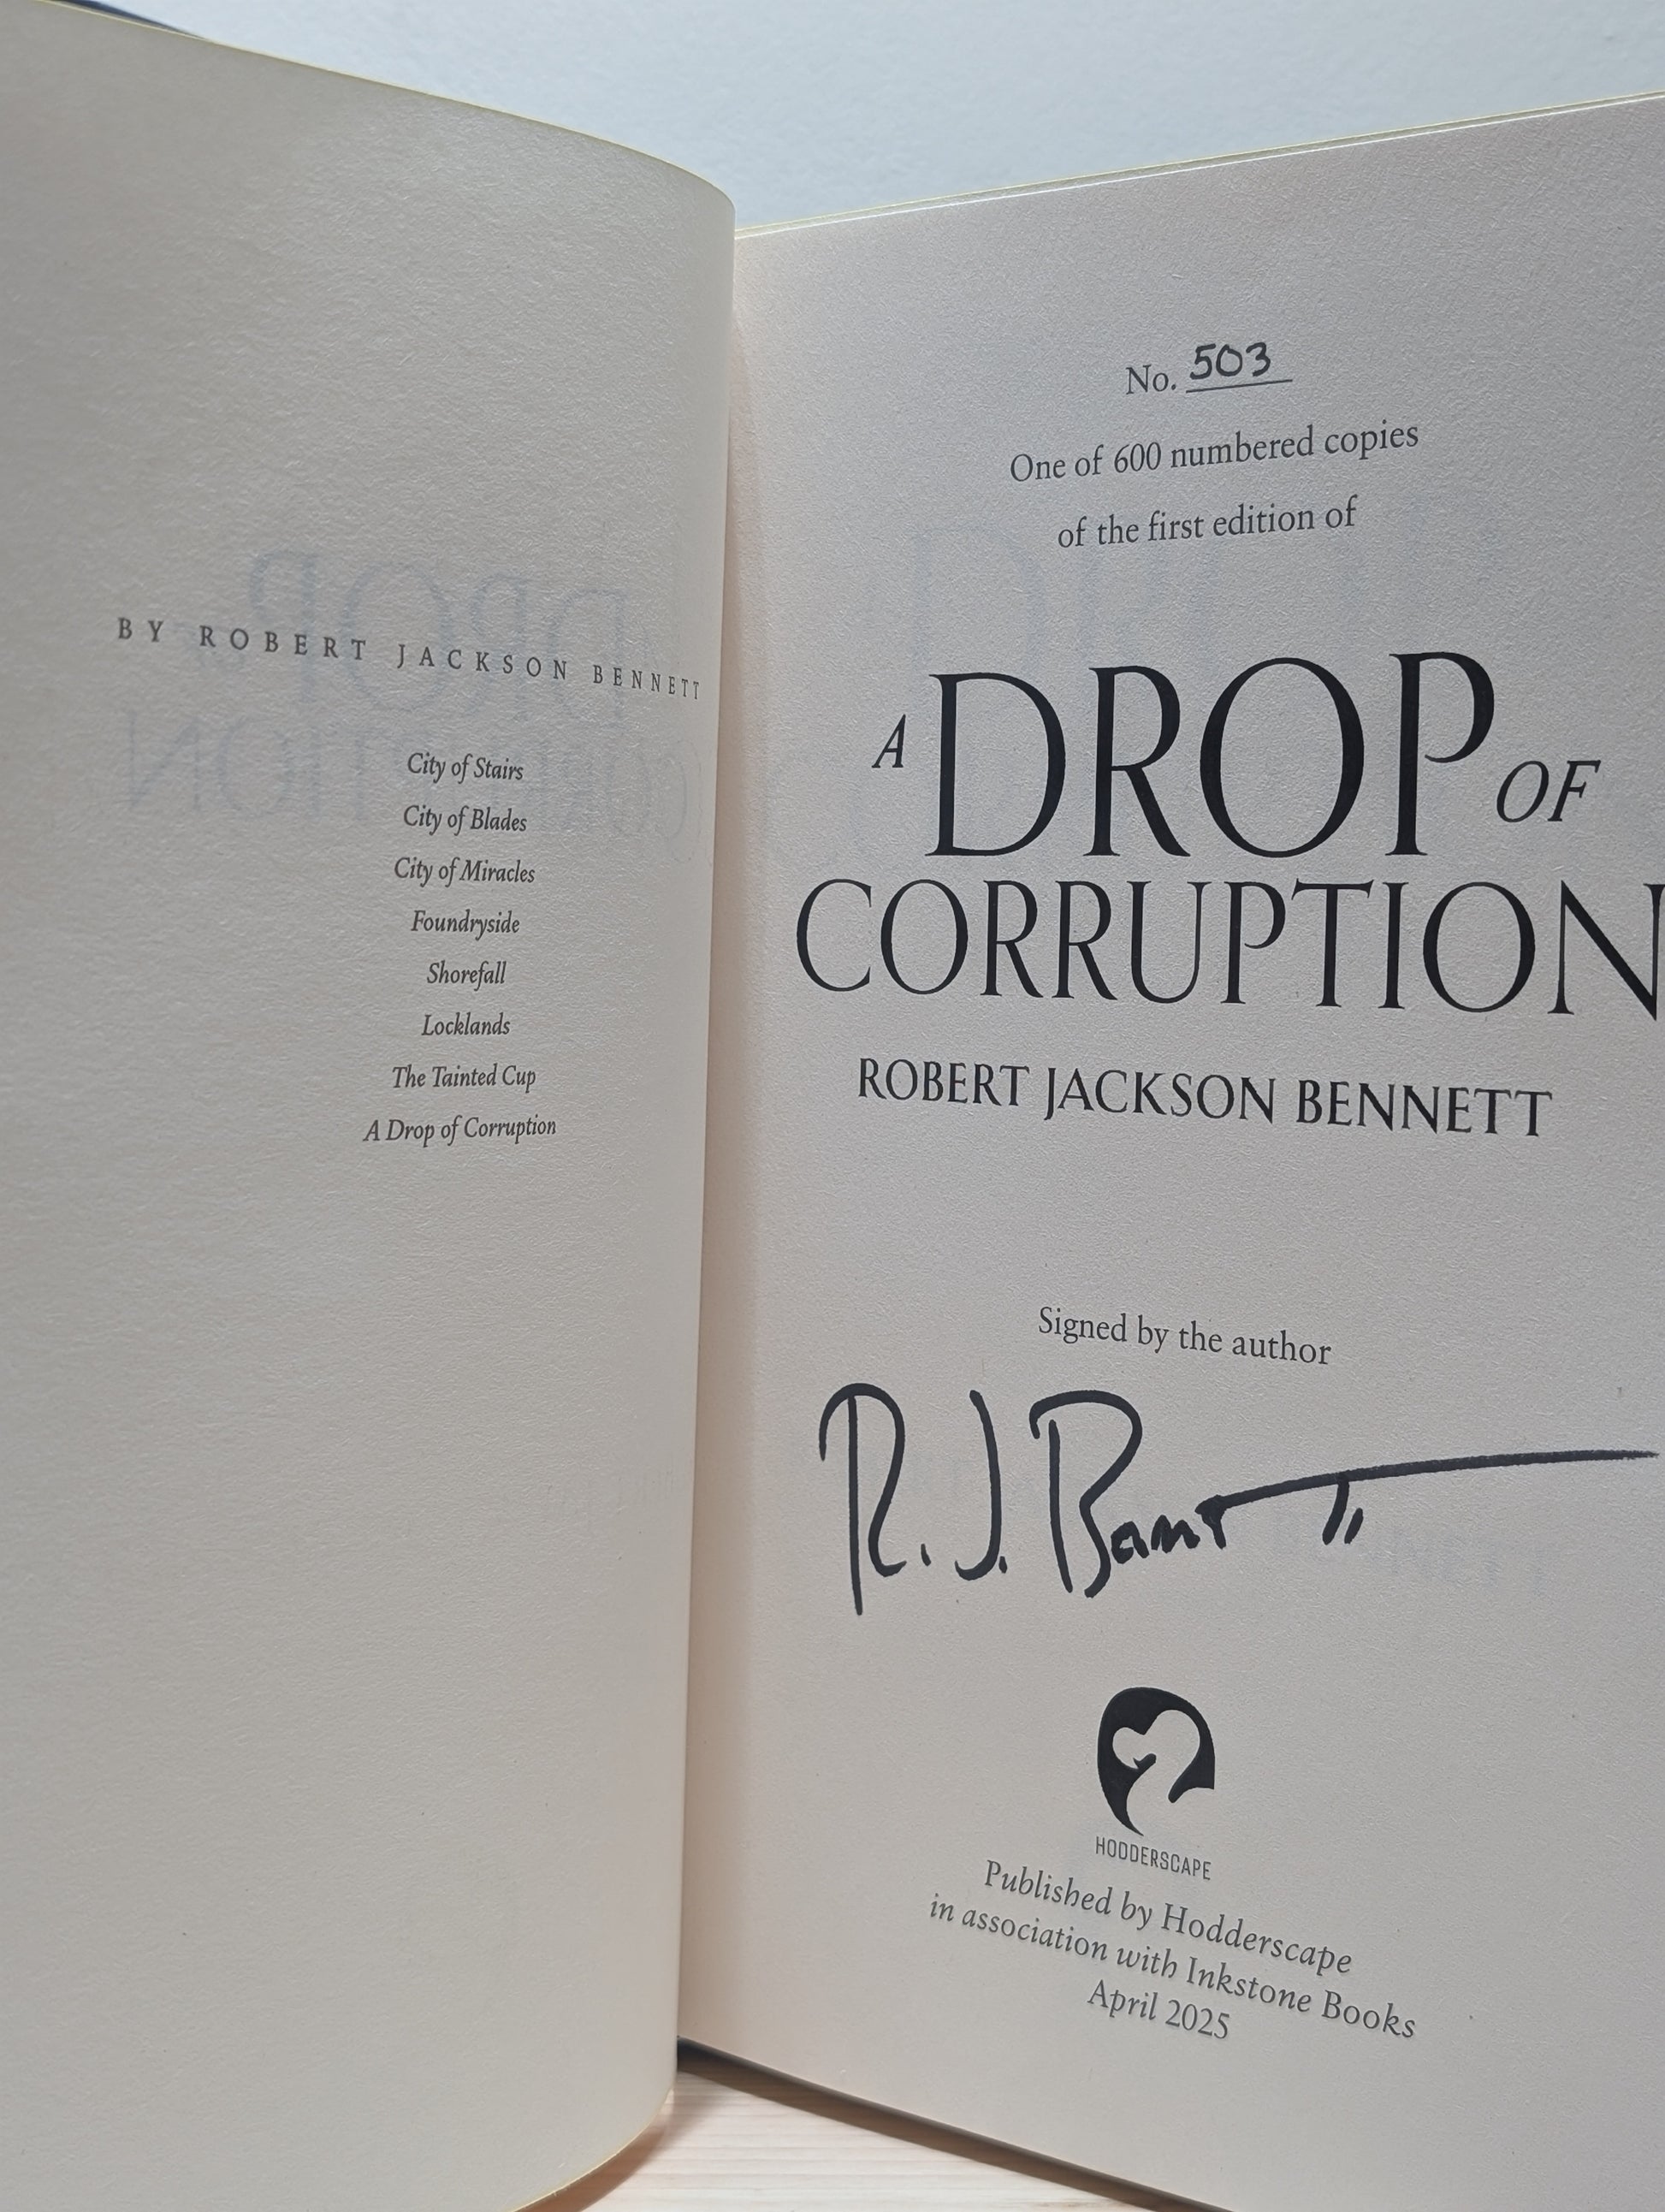 BY ROBERT JACKSON BENNETT
City of Stairs
City of Blades
City of Miracles
Foundryside
Shorefall
Locklands
The Tainted Cup
A Drop of Corruption
No. 503
One of 600 numbered copies
of the first edition of
A DROP OF
CORRUPTION
ROBERT JACKSON BENNETT
Signed by the author
R. J. Bennett
HODDERSCAPE
Published by Hodderscape
in association with Inkstone Books
April 2025